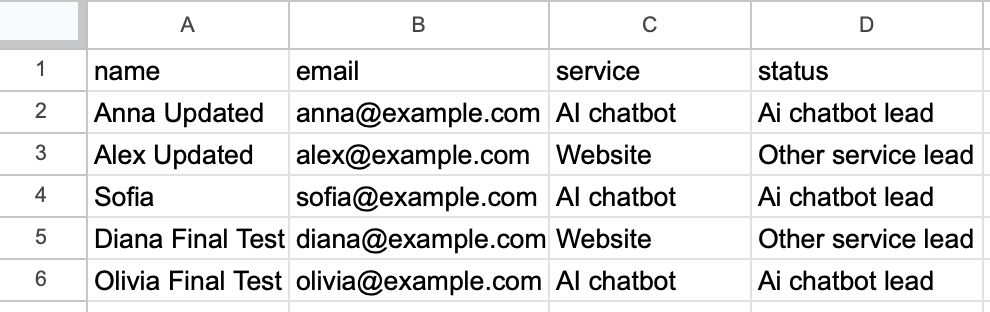 A B C D
1 name email service status
2 Anna Updated anna@example.com AI chatbot Ai chatbot lead
3 Alex Updated alex@example.com Website Other service lead
4 Sofia sofia@example.com AI chatbot Ai chatbot lead
5 Diana Final Test diana@example.com Website Other service lead
6 Olivia Final Test olivia@example.com AI chatbot Ai chatbot lead